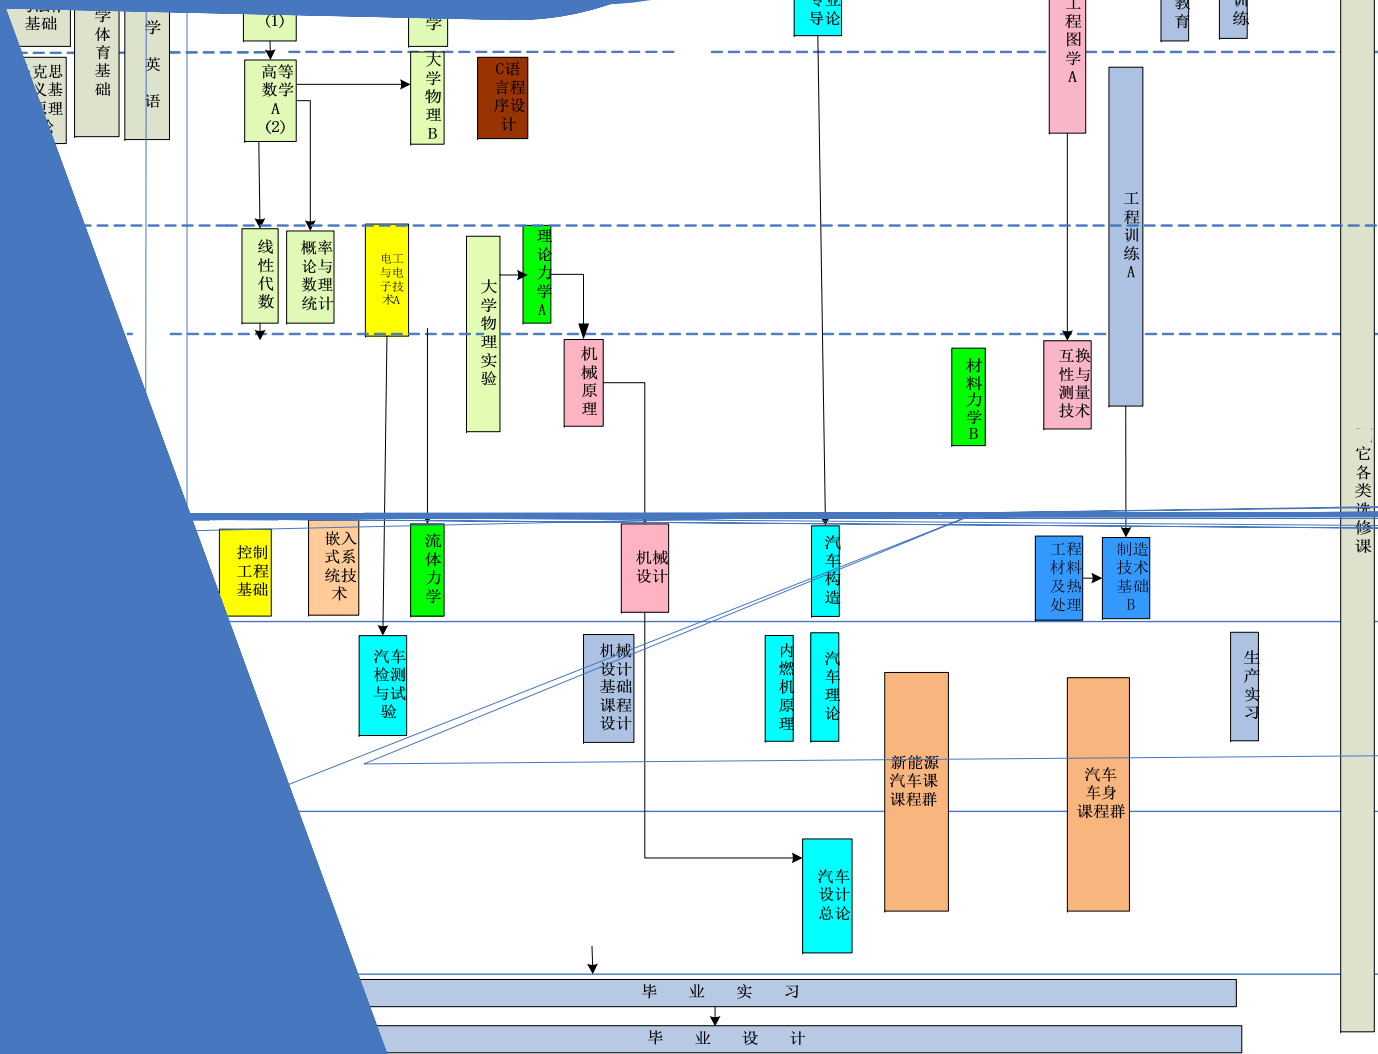 基础
(1)
学
学体育基础
学英语
业论
导
工程图学A
教育
训练
克思
义基
理
高等
数学
A
(2)
大学物理B
C语
言程
序设
计
工程训练A
线性代数
概率
论与
数理
统计
电工
与电
子技
术A
大学物理实验
理论力学A
机械原理
材料力学B
互换
性与
测量
技术
它各类选修课
控制
工程
基础
嵌入
式系
统技
术
流体力学
机械
设计
汽车构造
工程
材料
及热
处理
制造
技术
基础
B
汽车
检测
与试
验
机械
设计
基础
课程
设计
内燃机原理
汽车理论
生产实习
新能源
汽车课
课程群
汽车
车身
课程群
汽车
设计
总论
毕业实习
毕业设计